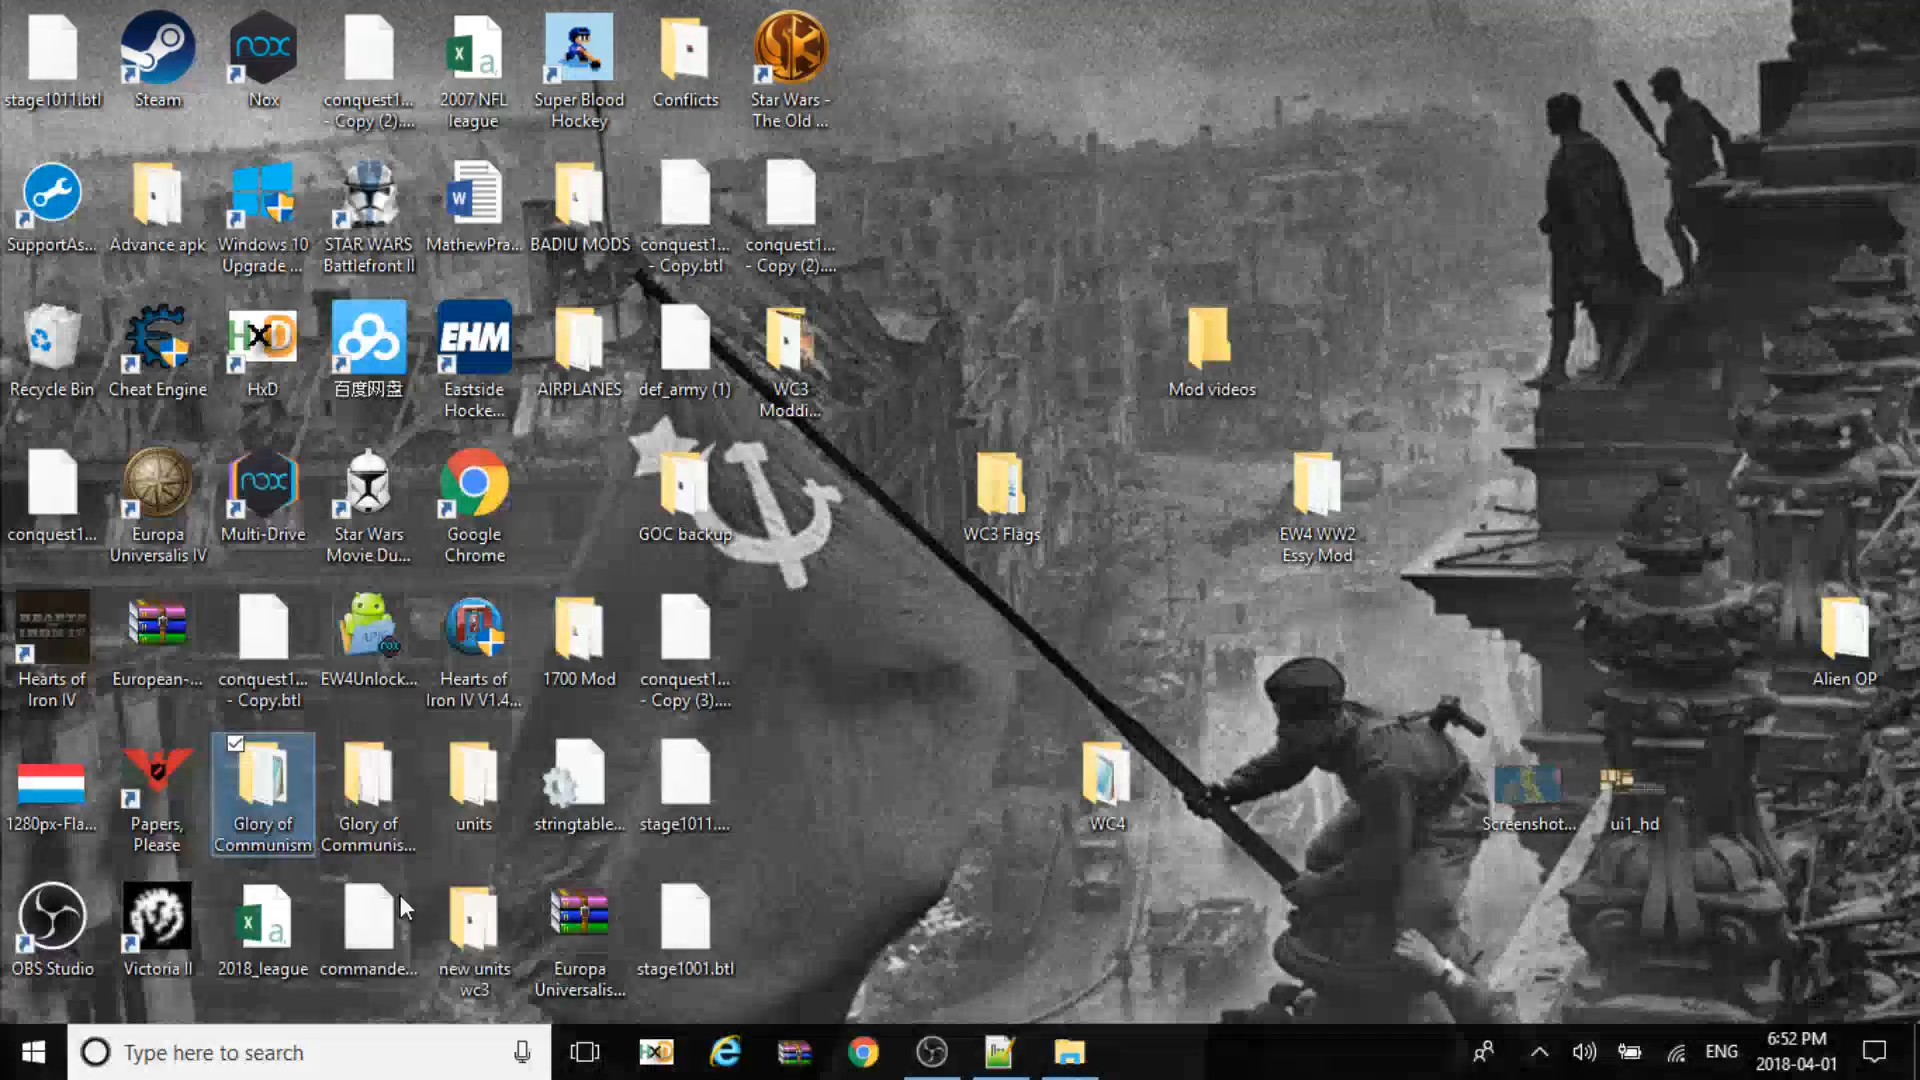 stage1011.btl
Steam
Nox
conquest1...
- Copy (2)....
2007 NFL
league
Super Blood
Hockey
Conflicts
Star Wars -
The Old ...
SupportAs...
Advance apk
Windows 10
Upgrade ...
STAR WARS
Battlefront II
MathewPra...
BADIU MODS
conquest1...
- Copy.btl
conquest1...
- Copy (2)....
Recycle Bin
Cheat Engine
HxD
HxD
百度网盘
EHM
Eastside
Hocke...
AIRPLANES
def_army (1)
WC3
Moddi...
Mod videos
conquest1...
Europa
Universalis IV
nox
Multi-Drive
Star Wars
Movie Du...
Google
Chrome
GOC backup
WC3 Flags
EW4 WW2
Essy Mod
Hearts of
Iron IV
European-...
conquest1...
- Copy.btl
EW4Unlock...
Hearts of
Iron IV V1.4...
1700 Mod
conquest1...
- Copy (3)....
Alien OP
1280px-Fla...
Papers,
Please
Glory of
Communism
Glory of
Communis...
units
stringtable...
stage1011....
WC4
Screenshot...
ui1_hd
OBS Studio
Victoria II
2018_league
commande...
new units
wc3
Europa
Universalis...
stage1001.btl
Type here to search
HxD
ENG
6:52 PM
2018-04-01